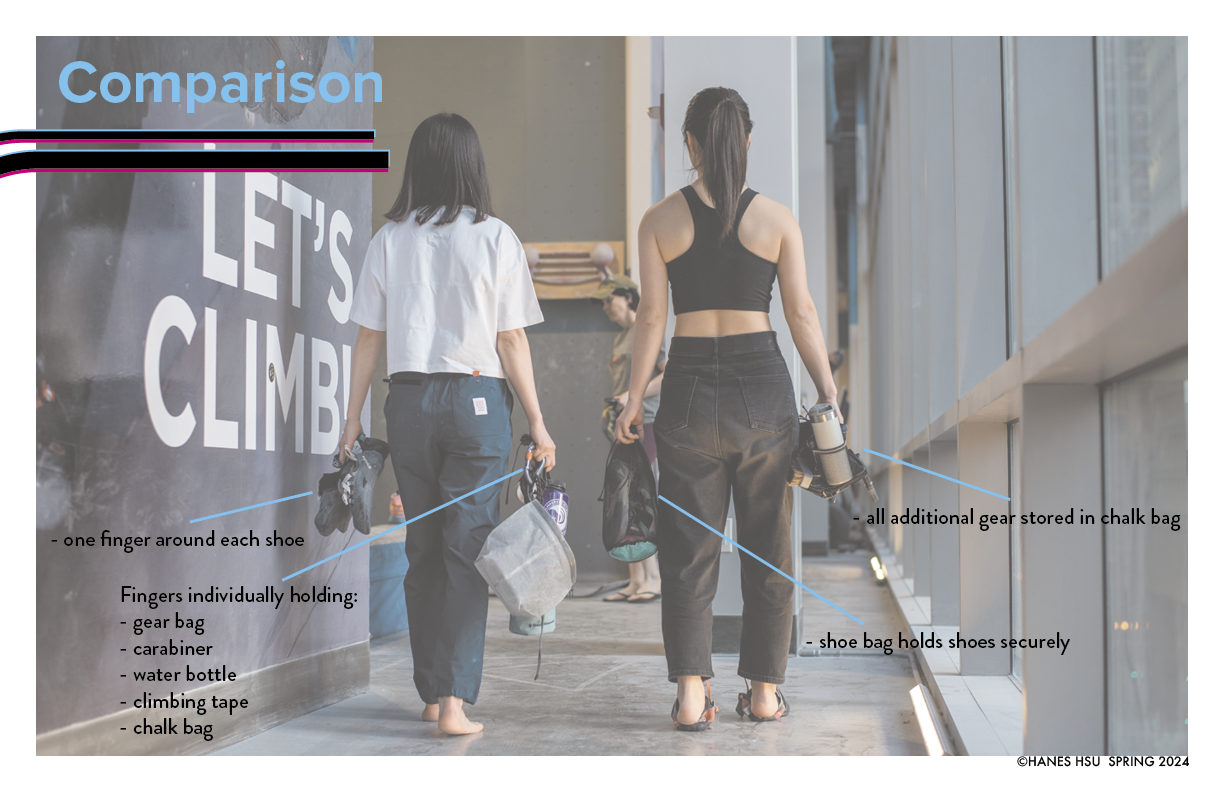 Comparison
LET'S
CLIMB!
- one finger around each shoe
Fingers individually holding:
- gear bag
- carabiner
- water bottle
- climbing tape
- chalk bag
- all additional gear stored in chalk bag
- shoe bag holds shoes securely
©HANES HSU SPRING 2024